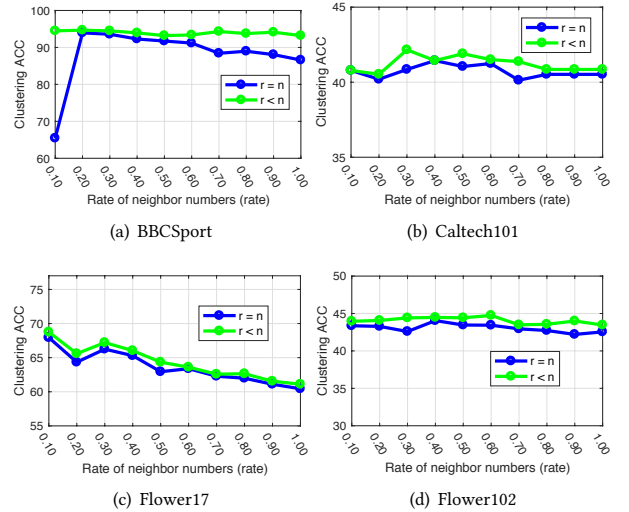 100
90
80
70
60
Clustering ACC
r = n
r < n
0.10
0.20
0.30
0.40
0.50
0.60
0.70
0.80
0.90
1.00
Rate of neighbor numbers (rate)
(a) BBCSport
45
40
35
Clustering ACC
r = n
r < n
0.10
0.20
0.30
0.40
0.50
0.60
0.70
0.80
0.90
1.00
Rate of neighbor numbers (rate)
(b) Caltech101
75
70
65
60
55
Clustering ACC
r = n
r < n
0.10
0.20
0.30
0.40
0.50
0.60
0.70
0.80
0.90
1.00
Rate of neighbor numbers (rate)
(c) Flower17
50
45
40
35
30
Clustering ACC
r = n
r < n
0.10
0.20
0.30
0.40
0.50
0.60
0.70
0.80
0.90
1.00
Rate of neighbor numbers (rate)
(d) Flower102